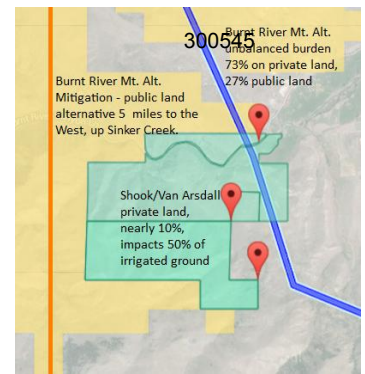 300545
Burnt River Mt. Alt.
unbalanced burden
73% on private land,
27% public land
Burnt River Mt. Alt.
Mitigation - public land
alternative 5  miles to the
West, up Sinker Creek.
Shook/Van Arsdall
private land,
nearly 10%,
impacts 50% of
irrigated ground